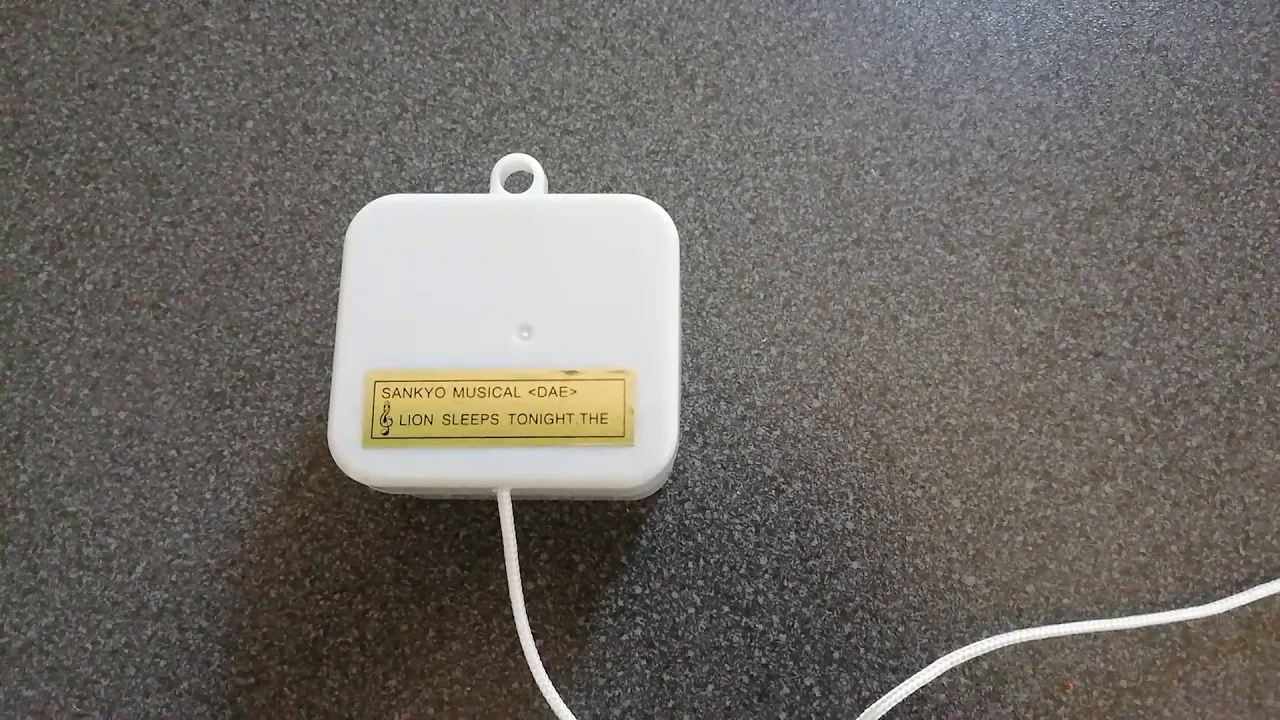 SANKYO MUSICAL <DAE>
LION SLEEPS TONIGHT,THE